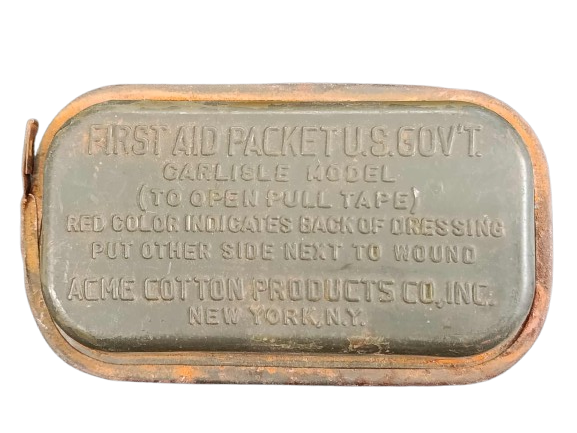 FIRST AID PACKET U.S. GOV'T.
CARLISLE MODEL
(TO OPEN PULL TAPE)
RED COLOR INDICATES BACK OF DRESSING
PUT OTHER SIDE NEXT TO WOUND
ACME COTTON PRODUCTS CO., INC.
NEW YORK, N.Y.